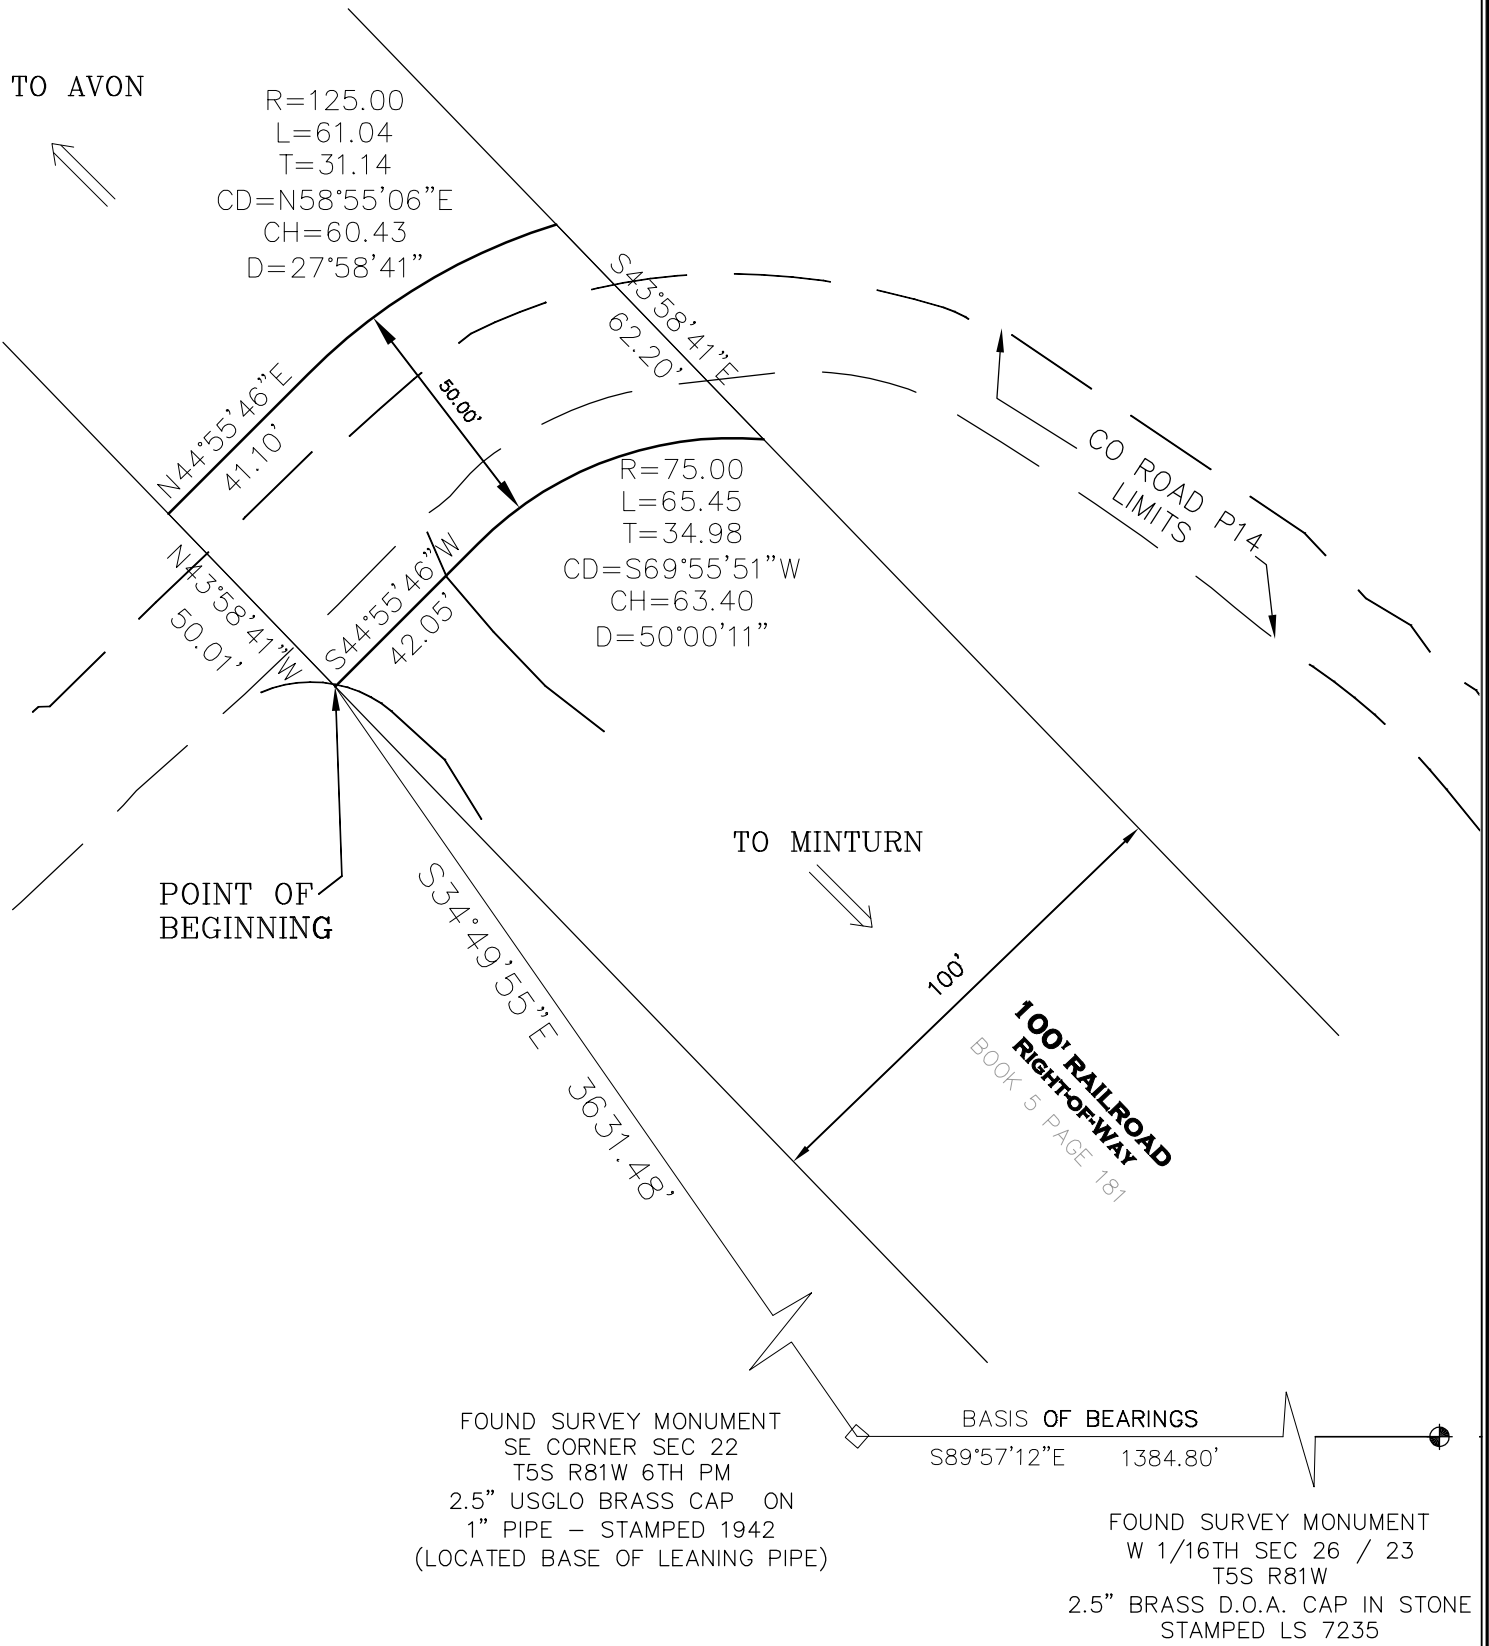 TO AVON
R=125.00
L=61.04
T=31.14
CD=N58°55'06"E
CH=60.43
D=27°58'41"
S43°58'41"E
62.20'
N44°55'46"E
41.10'
50.00'
CO ROAD P14
LIMITS
R=75.00
L=65.45
T=34.98
CD=S69°55'51"W
CH=63.40
D=50°00'11"
N43°58'41"W
50.01'
S44°55'46"W
42.05'
POINT OF
BEGINNING
TO MINTURN
S34°49'55"E 3631.48'
100'
100' RAILROAD
RIGHT-OF-WAY
BOOK 5 PAGE 181
BASIS OF BEARINGS
S89°57'12"E 1384.80'
FOUND SURVEY MONUMENT
SE CORNER SEC 22
T5S R81W 6TH PM
2.5" USGLO BRASS CAP ON
1" PIPE – STAMPED 1942
(LOCATED BASE OF LEANING PIPE)
FOUND SURVEY MONUMENT
W 1/16TH SEC 26 / 23
T5S R81W
2.5" BRASS D.O.A. CAP IN STONE
STAMPED LS 7235